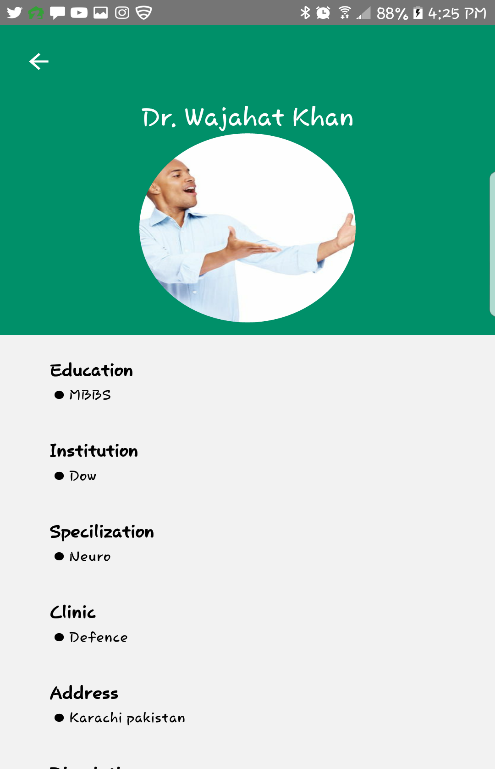 88% 4:25 PM
Dr. Wajahat Khan
Education
● MBBS
Institution
● Dow
Specilization
● Neuro
Clinic
● Defence
Address
● Karachi pakistan